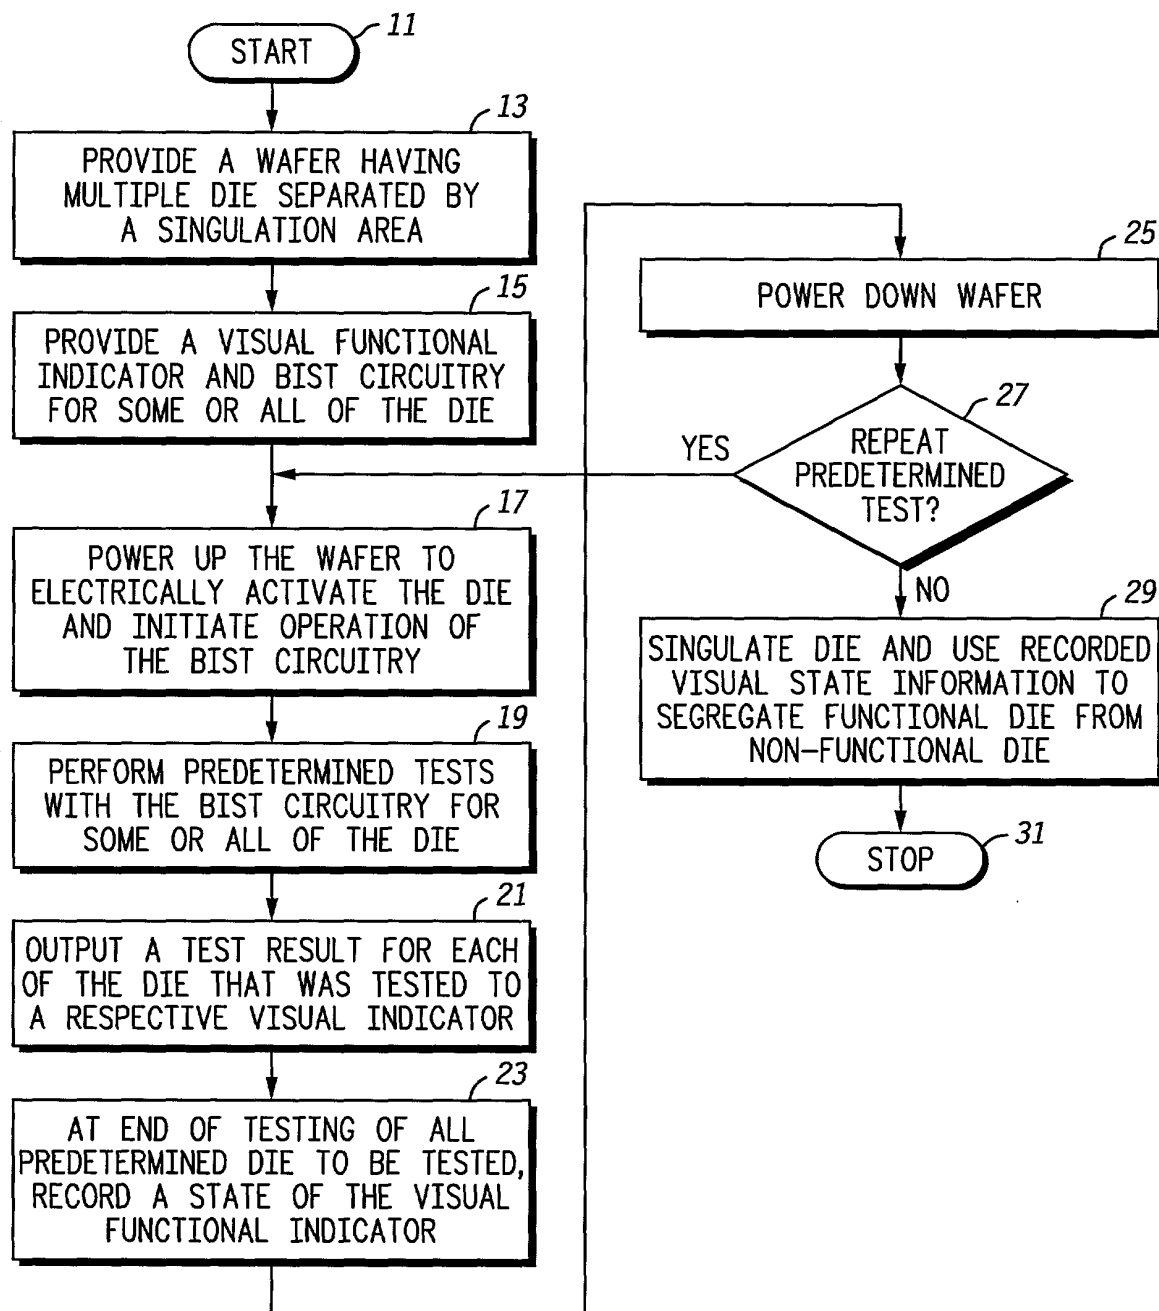 11
START
13
PROVIDE A WAFER HAVING
MULTIPLE DIE SEPARATED BY
A SINGULATION AREA
15
PROVIDE A VISUAL FUNCTIONAL
INDICATOR AND BIST CIRCUITRY
FOR SOME OR ALL OF THE DIE
17
POWER UP THE WAFER TO
ELECTRICALLY ACTIVATE THE DIE
AND INITIATE OPERATION OF
THE BIST CIRCUITRY
19
PERFORM PREDETERMINED TESTS
WITH THE BIST CIRCUITRY FOR
SOME OR ALL OF THE DIE
21
OUTPUT A TEST RESULT FOR EACH
OF THE DIE THAT WAS TESTED TO
A RESPECTIVE VISUAL INDICATOR
23
AT END OF TESTING OF ALL
PREDETERMINED DIE TO BE TESTED,
RECORD A STATE OF THE VISUAL
FUNCTIONAL INDICATOR
25
POWER DOWN WAFER
27
REPEAT
PREDETERMINED
TEST?
YES
NO
29
SINGULATE DIE AND USE RECORDED
VISUAL STATE INFORMATION TO
SEGREGATE FUNCTIONAL DIE FROM
NON-FUNCTIONAL DIE
31
STOP